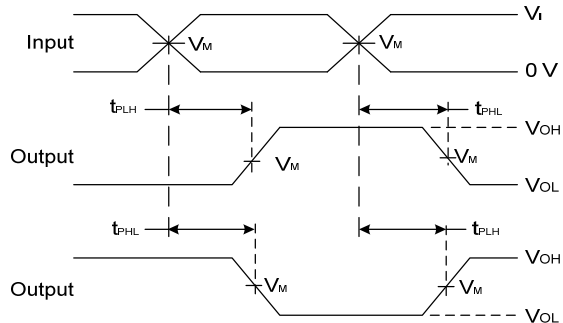 VI
Input VM VM
0 V
tPLH tPHL
VOH
Output VM VM
VOL
tPHL tPLH
VOH
Output VM VM
VOL